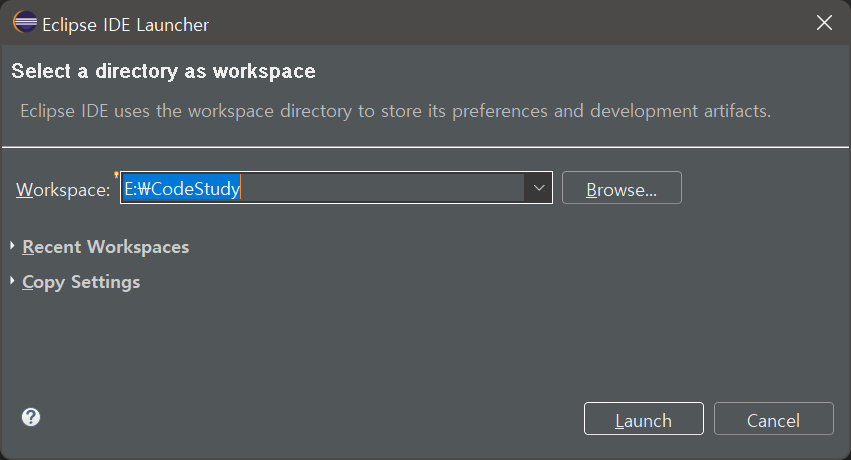 Eclipse IDE Launcher
Select a directory as workspace
Eclipse IDE uses the workspace directory to store its preferences and development artifacts.
Workspace: E:₩CodeStudy Browse...
Recent Workspaces
Copy Settings
? Launch Cancel